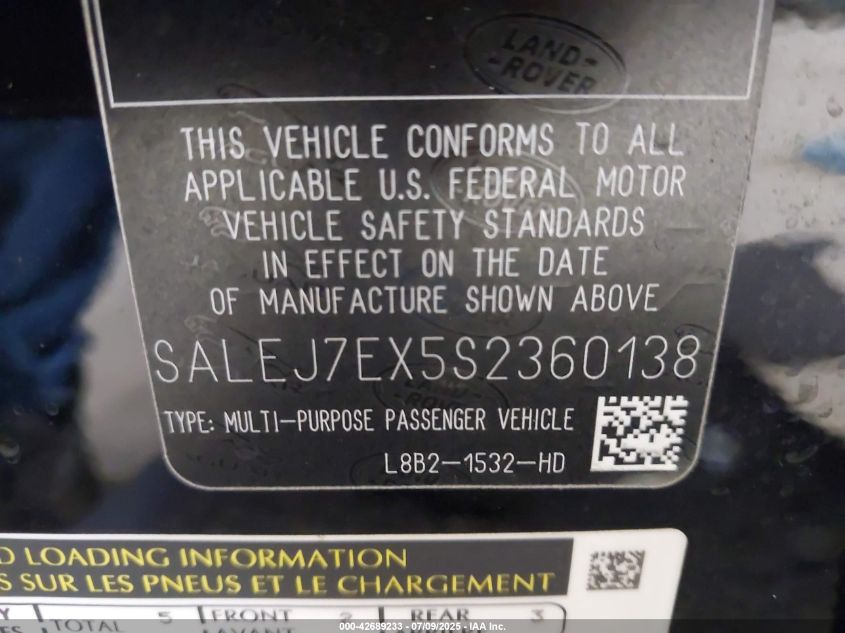 LAND-
-ROVER
THIS VEHICLE CONFORMS TO ALL
APPLICABLE U.S. FEDERAL MOTOR
VEHICLE SAFETY STANDARDS
IN EFFECT ON THE DATE
OF MANUFACTURE SHOWN ABOVE
SALEJ7EX5S2360138
TYPE: MULTI-PURPOSE PASSENGER VEHICLE
L8B2-1532-HD
LOADING INFORMATION
SUR LES PNEUS ET LE CHARGEMENT
TOTAL 5 FRONT 2 REAR 3
000-42689233 - 07/09/2025 - IAA Inc.